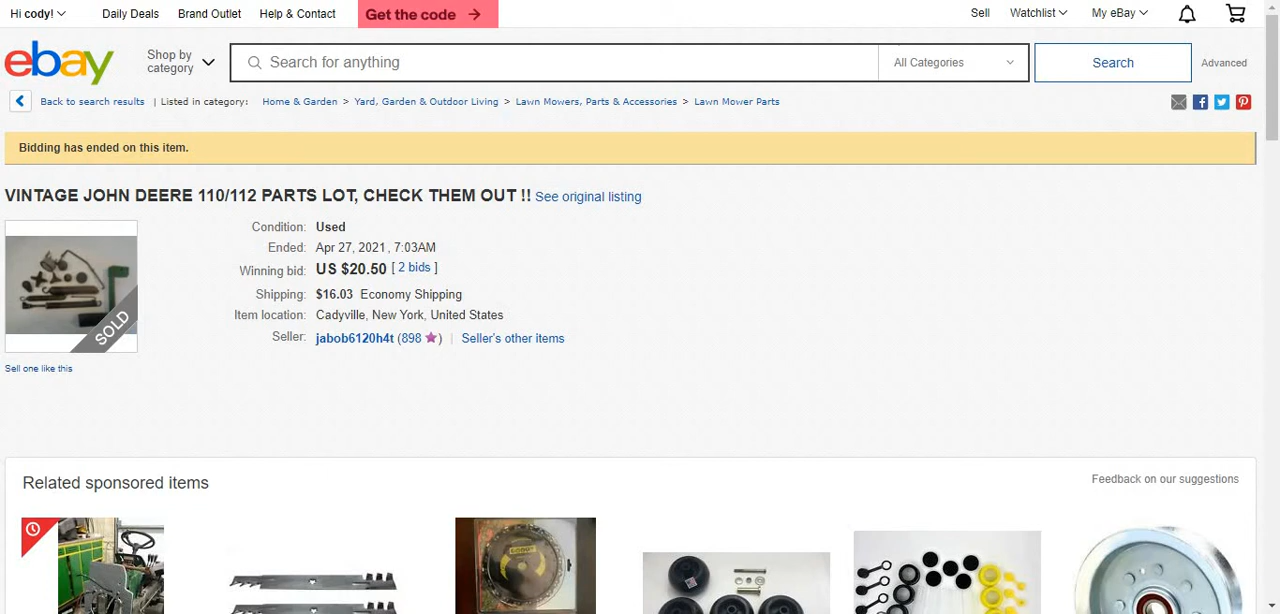 Hi cody!
Daily Deals
Brand Outlet
Help & Contact
Get the code →
Sell
Watchlist
My eBay
ebay
Shop by
category
Search for anything
All Categories
Search
Advanced
Back to search results | Listed in category: Home & Garden > Yard, Garden & Outdoor Living > Lawn Mowers, Parts & Accessories > Lawn Mower Parts
Bidding has ended on this item.
VINTAGE JOHN DEERE 110/112 PARTS LOT, CHECK THEM OUT !! See original listing
SOLD
Sell one like this
Condition: Used
Ended: Apr 27, 2021 , 7:03AM
Winning bid: US $20.50 [ 2 bids ]
Shipping: $16.03 Economy Shipping
Item location: Cadyville, New York, United States
Seller: jabob6120h4t (898 ★) | Seller's other items
Related sponsored items
Feedback on our suggestions